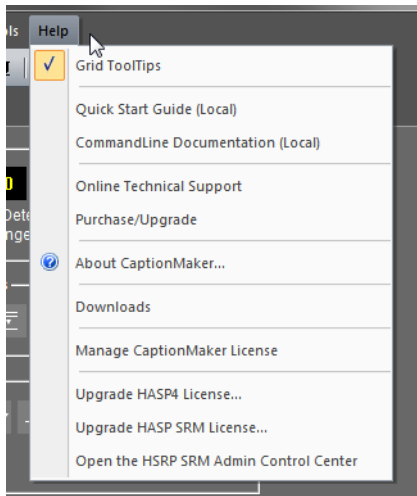 ols Help
Grid ToolTips
Quick Start Guide (Local)
CommandLine Documentation (Local)
Online Technical Support
Purchase/Upgrade
About CaptionMaker...
Downloads
Manage CaptionMaker License
Upgrade HASP4 License...
Upgrade HASP SRM License...
Open the HSRP SRM Admin Control Center